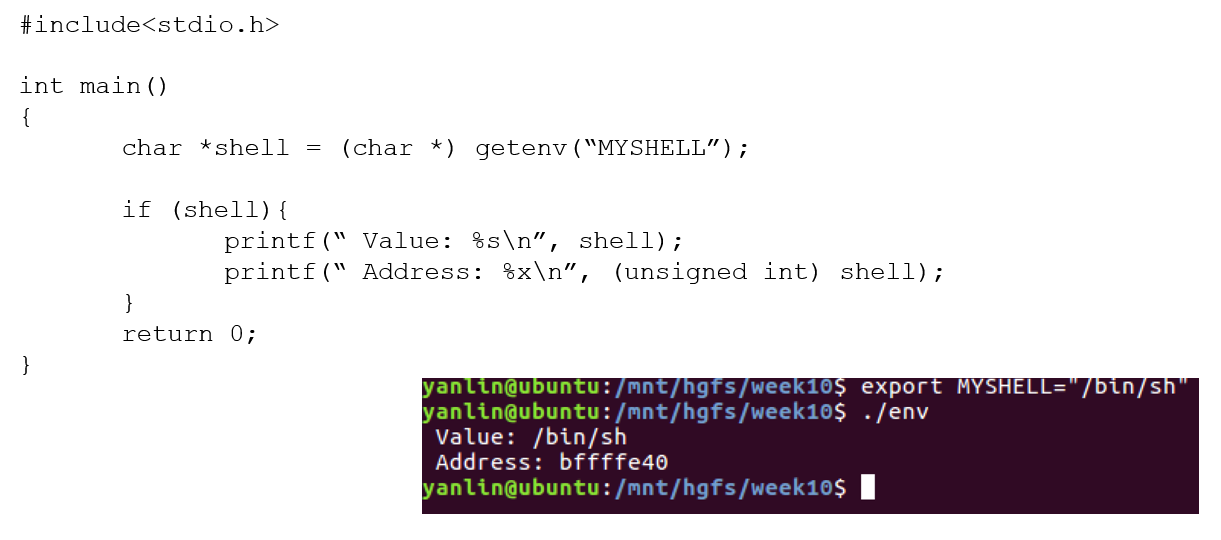 #include<stdio.h>
int main()
{
char *shell = (char *) getenv(“MYSHELL”);
if (shell){
printf(“ Value: %s\n”, shell);
printf(“ Address: %x\n”, (unsigned int) shell);
}
return 0;
}
yanlin@ubuntu:/mnt/hgfs/week10$ export MYSHELL="/bin/sh"
yanlin@ubuntu:/mnt/hgfs/week10$ ./env
Value: /bin/sh
Address: bffffe40
yanlin@ubuntu:/mnt/hgfs/week10$